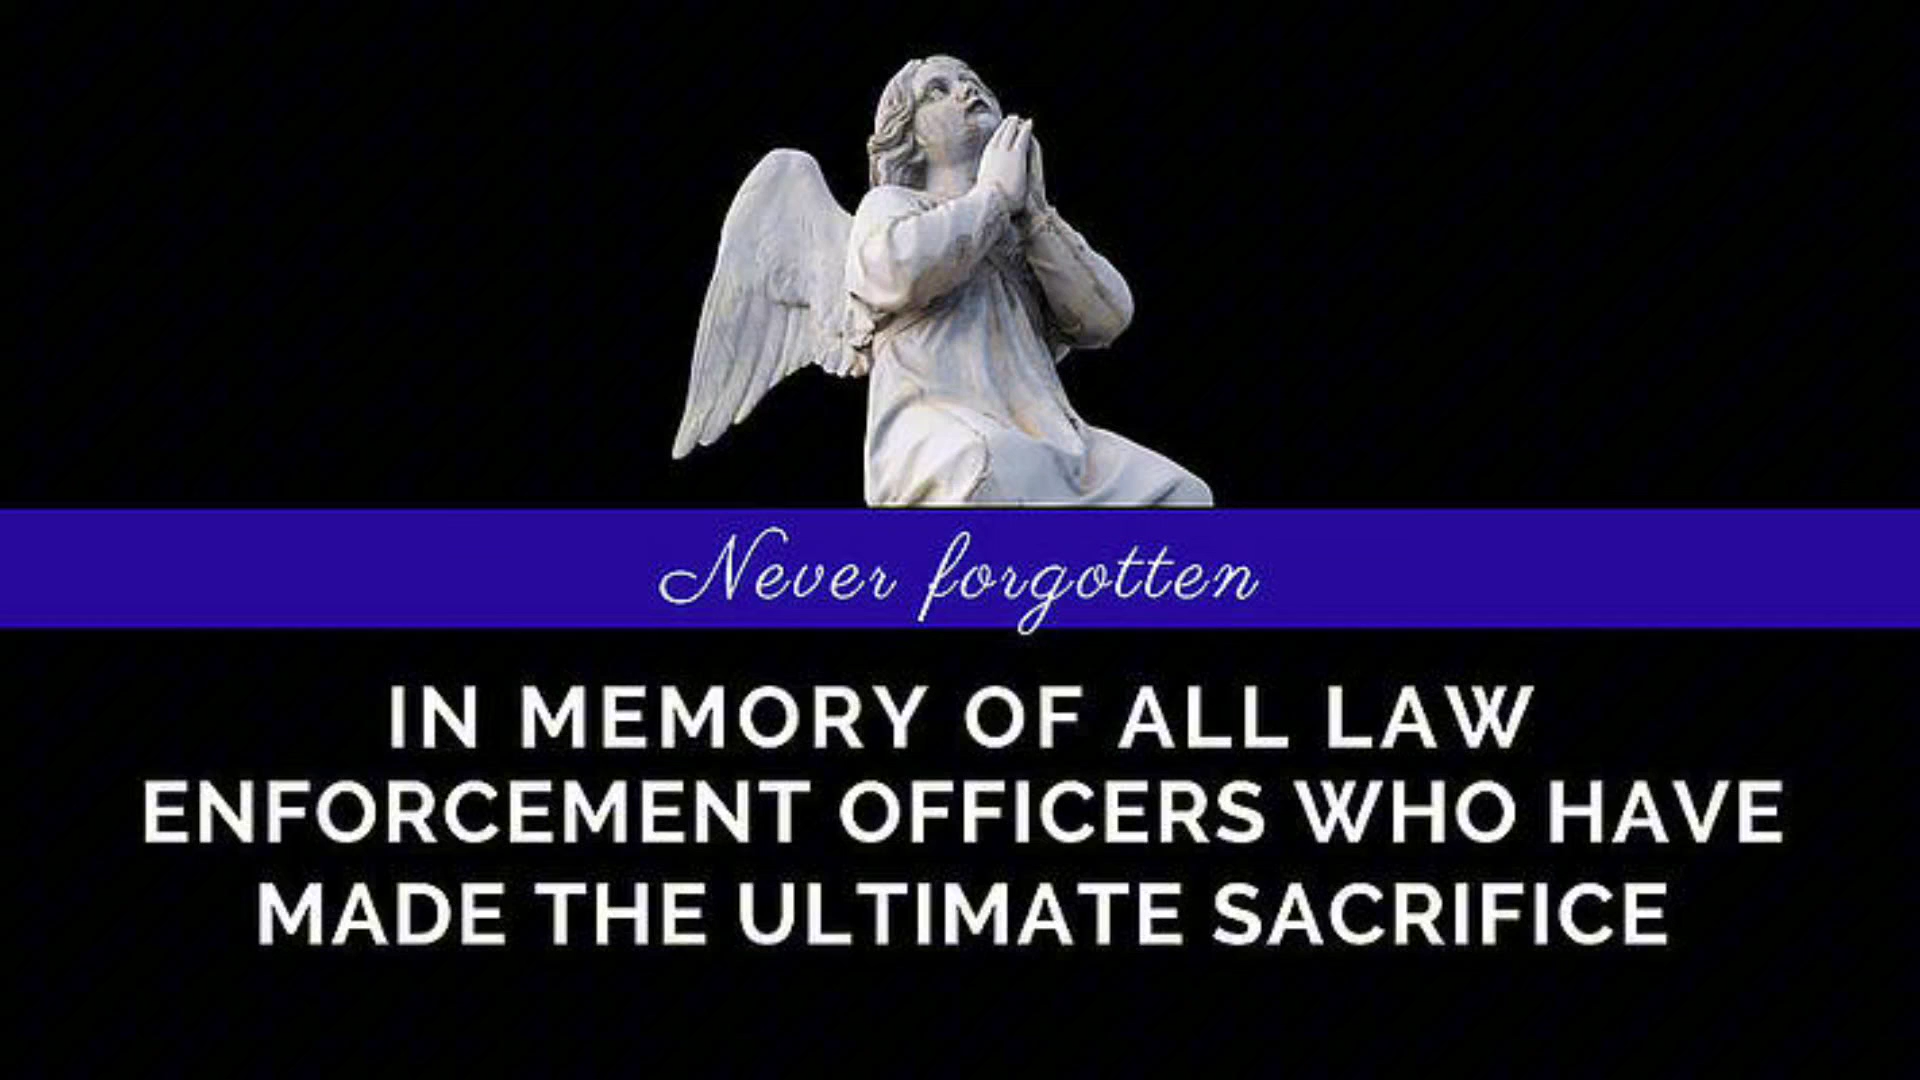 Never forgotten
IN MEMORY OF ALL LAW
ENFORCEMENT OFFICERS WHO HAVE
MADE THE ULTIMATE SACRIFICE